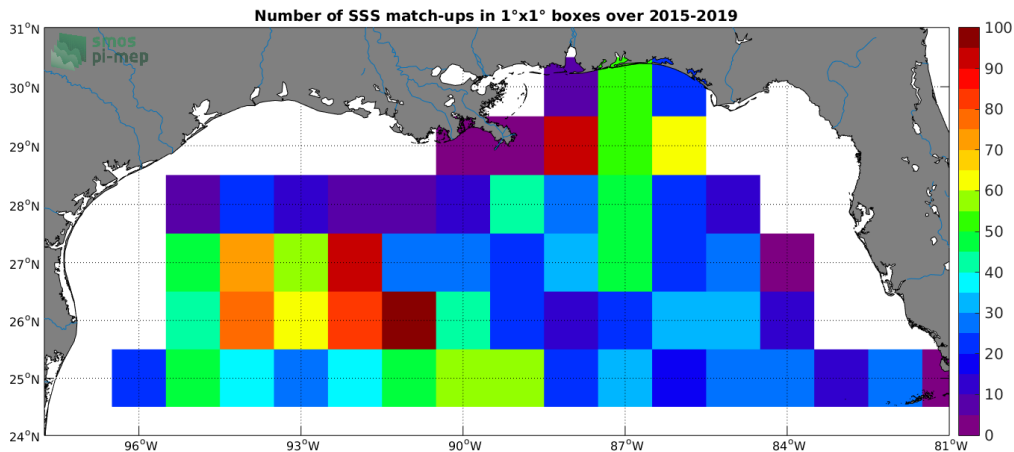 Number of SSS match-ups in 1°x1° boxes over 2015-2019
smos
pi-mep
31°N
30°N
29°N
28°N
27°N
26°N
25°N
24°N
96°W
93°W
90°W
87°W
84°W
81°W
100
90
80
70
60
50
40
30
20
10
0